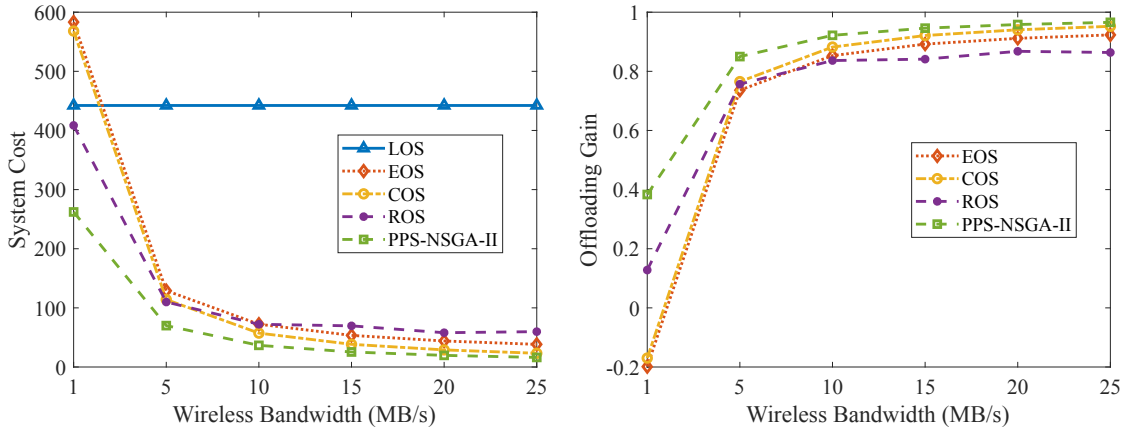 600
500
400
300
200
100
0
System Cost
LOS
EOS
COS
ROS
PPS-NSGA-II
1 5 10 15 20 25
Wireless Bandwidth (MB/s)
1
0.8
0.6
0.4
0.2
0
-0.2
Offloading Gain
EOS
COS
ROS
PPS-NSGA-II
1 5 10 15 20 25
Wireless Bandwidth (MB/s)